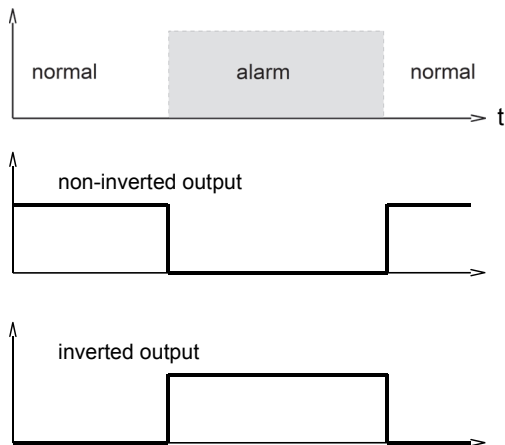 normal alarm normal
t
non-inverted output
inverted output